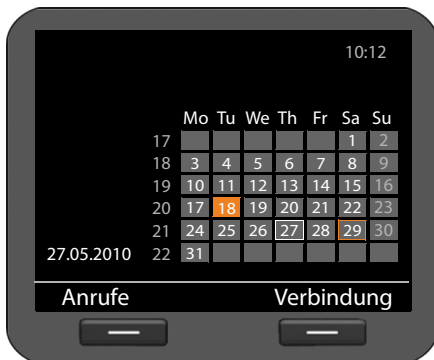 10:12
Mo Tu We Th Fr Sa Su
17 1 2
18 3 4 5 6 7 8 9
19 10 11 12 13 14 15 16
20 17 18 19 20 21 22 23
21 24 25 26 27 28 29 30
27.05.2010 22 31
Anrufe Verbindung